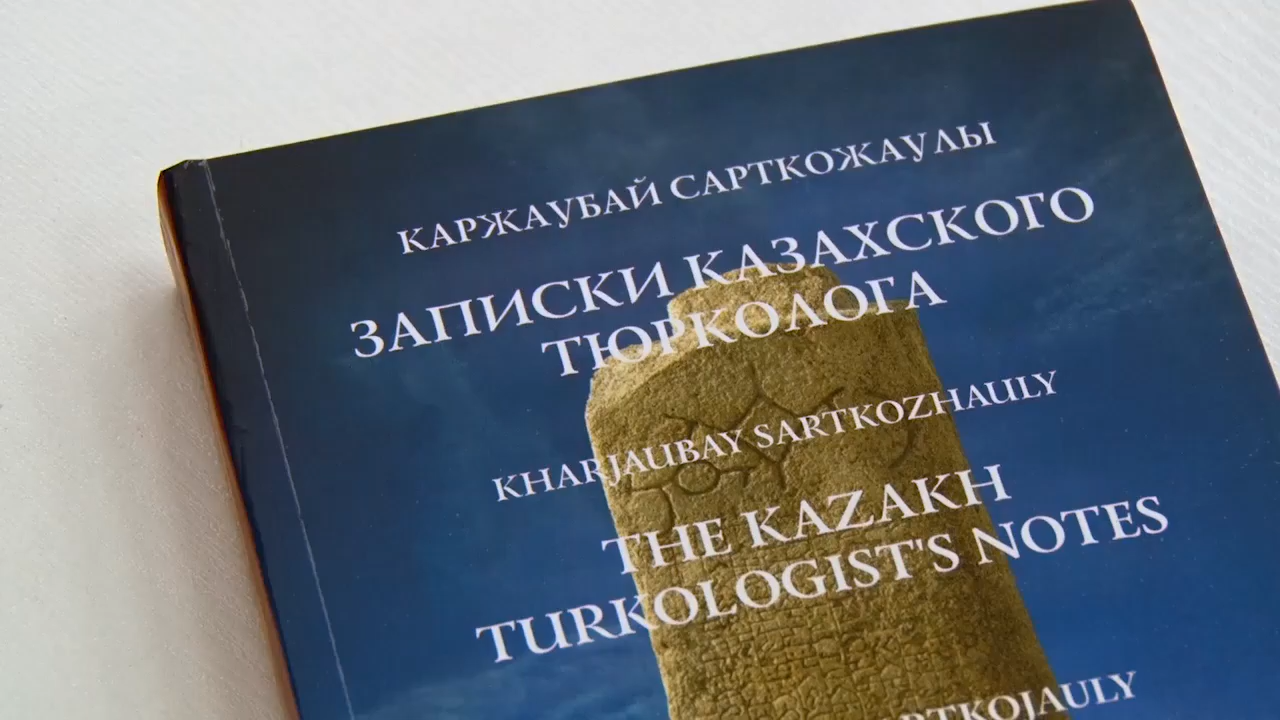 КАРЖАУБАЙ САРТКОЖАУЛЫ
ЗАПИСКИ КАЗАХСКОГО
ТЮРКОЛОГА
KHARJAUBAY SARTKOZHAULY
THE KAZAKH
TURKOLOGIST'S NOTES